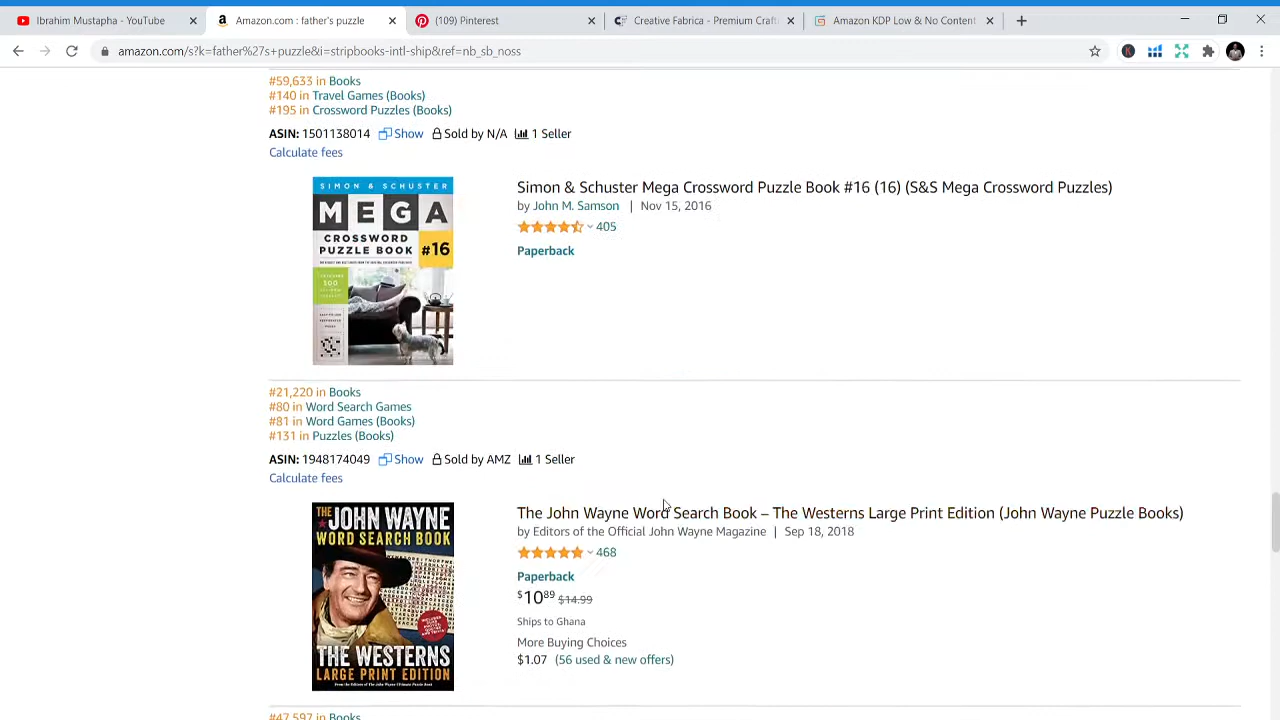 Ibrahim Mustapha - YouTube
Amazon.com : father's puzzle
(109) Pinterest
Creative Fabrica - Premium Craft
Amazon KDP Low & No Content
amazon.com/s?k=father%27s+puzzle&i=stripbooks-intl-ship&ref=nb_sb_noss
#59,633 in Books
#140 in Travel Games (Books)
#195 in Crossword Puzzles (Books)
ASIN: 1501138014 Show Sold by N/A 1 Seller
Calculate fees
SIMON & SCHUSTER
MEGA
CROSSWORD
PUZZLE BOOK #16
300
Simon & Schuster Mega Crossword Puzzle Book #16 (16) (S&S Mega Crossword Puzzles)
by John M. Samson | Nov 15, 2016
405
Paperback
#21,220 in Books
#80 in Word Search Games
#81 in Word Games (Books)
#131 in Puzzles (Books)
ASIN: 1948174049 Show Sold by AMZ 1 Seller
Calculate fees
THE JOHN WAYNE
WORD SEARCH BOOK
THE WESTERNS
LARGE PRINT EDITION
The John Wayne Word Search Book – The Westerns Large Print Edition (John Wayne Puzzle Books)
by Editors of the Official John Wayne Magazine | Sep 18, 2018
468
Paperback
$10.89 $14.99
Ships to Ghana
More Buying Choices
$1.07 (56 used & new offers)
#47,597 in Books